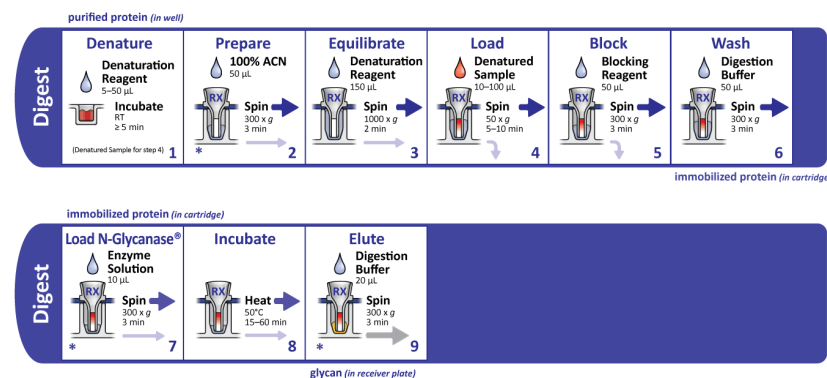 purified protein (in well)
Digest
Denature
Denaturation
Reagent
5–50 µL
Incubate
RT
≥ 5 min
(Denatured Sample for step 4) 1
Prepare
100% ACN
50 µL
RX
Spin
300 x g
3 min
* 2
Equilibrate
Denaturation
Reagent
150 µL
RX
Spin
1000 x g
2 min
3
Load
Denatured
Sample
10–100 µL
RX
Spin
50 x g
5–10 min
4
Block
Blocking
Reagent
50 µL
RX
Spin
300 x g
3 min
5
Wash
Digestion
Buffer
50 µL
RX
Spin
300 x g
3 min
6
immobilized protein (in cartridge
immobilized protein (in cartridge)
Digest
Load N-Glycanase®
Enzyme
Solution
10 µL
RX
Spin
300 x g
3 min
* 7
Incubate
RX
Heat
50°C
15–60 min
8
Elute
Digestion
Buffer
20 µL
RX
Spin
300 x g
3 min
* 9
glycan (in receiver plate)